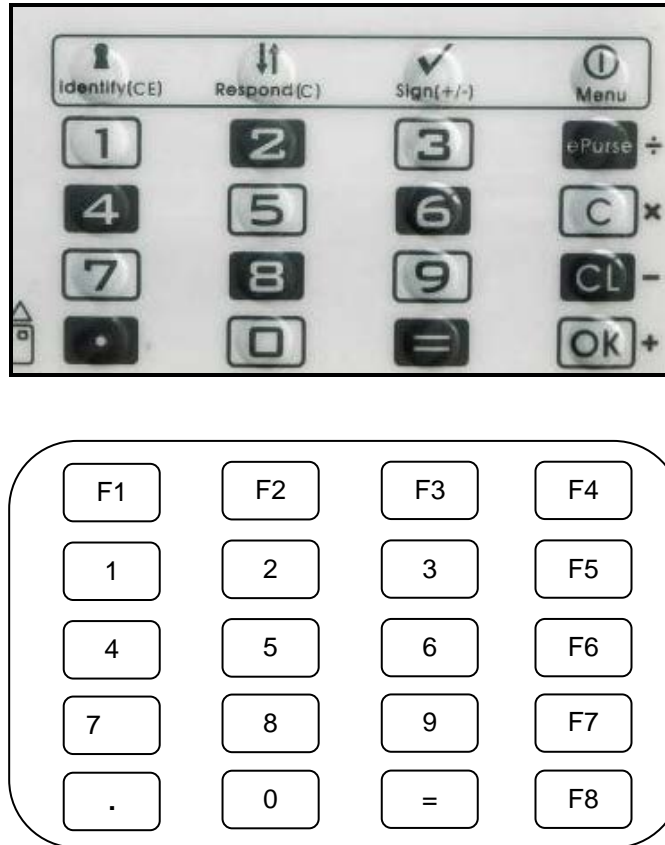 Identify(CE) Respond(C) Sign(+/-) Menu
1 2 3 ePurse ÷
4 5 6 C ×
7 8 9 CL -
. 0 = OK +
F1 F2 F3 F4
1 2 3 F5
4 5 6 F6
7 8 9 F7
. 0 = F8